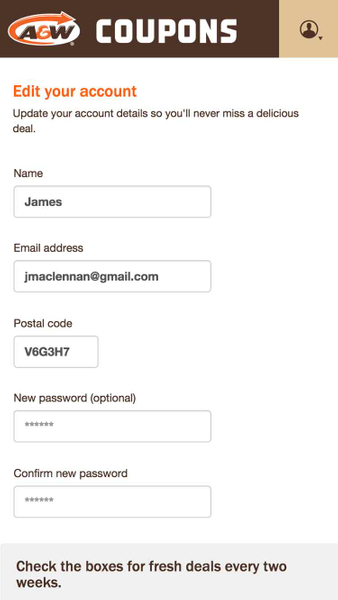 A&W COUPONS
Edit your account
Update your account details so you'll never miss a delicious
deal.
Name
James
Email address
jmaclennan@gmail.com
Postal code
V6G3H7
New password (optional)
******
Confirm new password
******
Check the boxes for fresh deals every two
weeks.